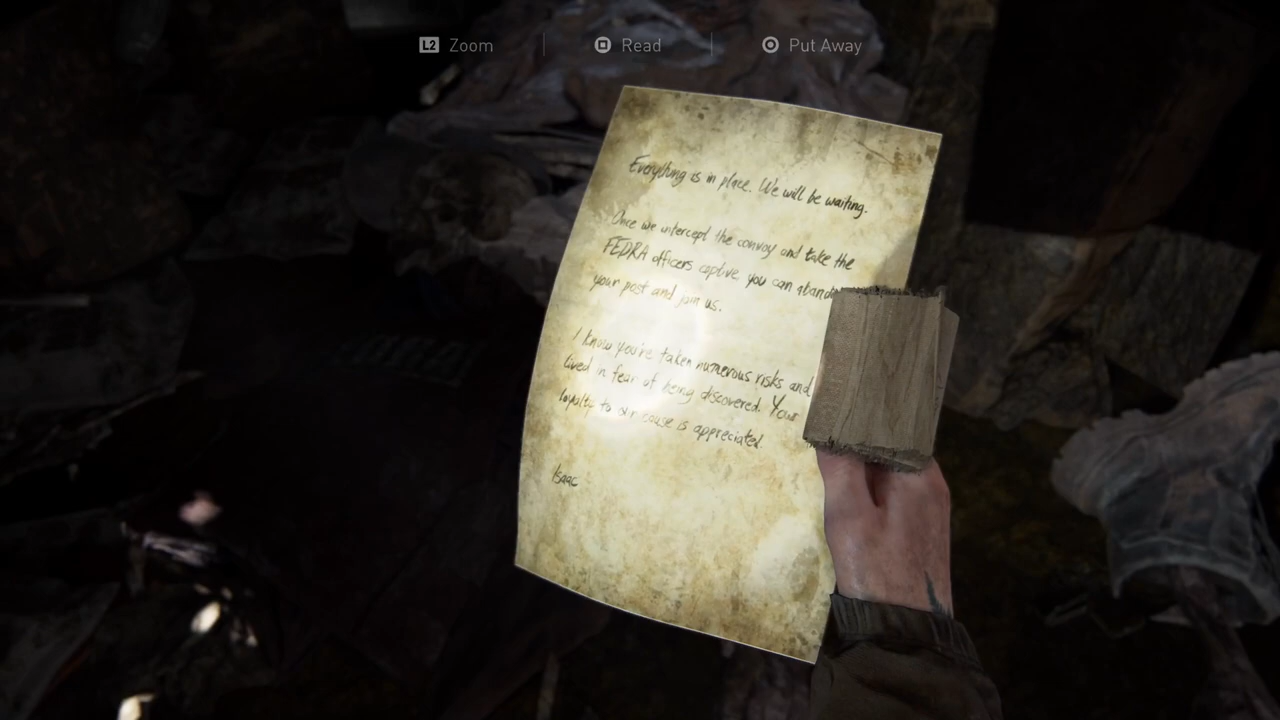 L2 Zoom
Read
Put Away
Everything is in place. We will be waiting.
Once we intercept the convoy and take the
FEDRA officers captive, you can aband
your post and join us.
I know you're taken numerous risks and
lived in fear of being discovered. Your
loyalty to our cause is appreciated.
Isaac